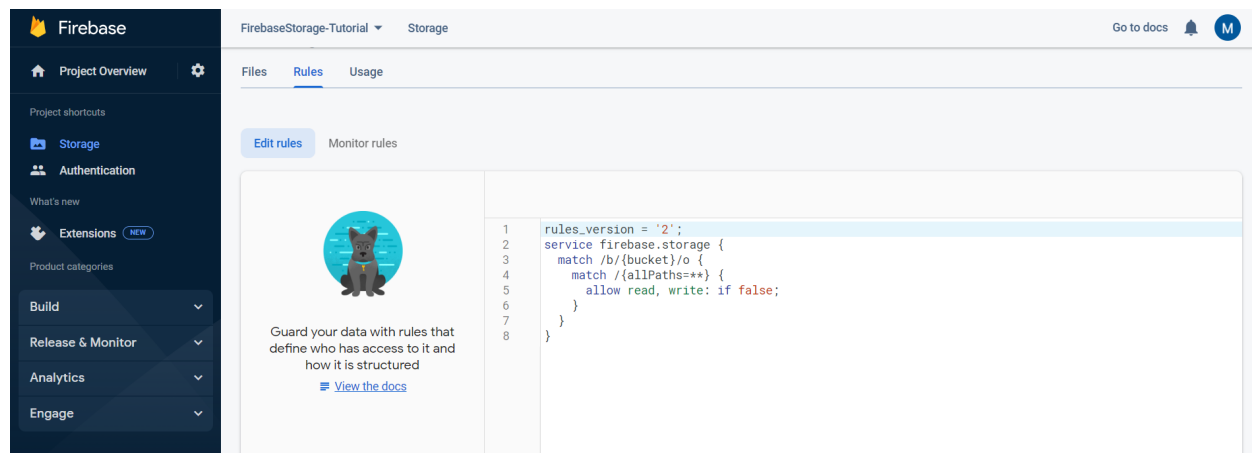 Firebase
FirebaseStorage-Tutorial Storage
Go to docs
M
Project Overview
Files Rules Usage
Project shortcuts
Storage
Authentication
What's new
Extensions NEW
Product categories
Build
Release & Monitor
Analytics
Engage
Edit rules Monitor rules
Guard your data with rules that
define who has access to it and
how it is structured
View the docs
1 rules_version = '2';
2 service firebase.storage {
3 match /b/{bucket}/o {
4 match /{allPaths=**} {
5 allow read, write: if false;
6 }
7 }
8 }